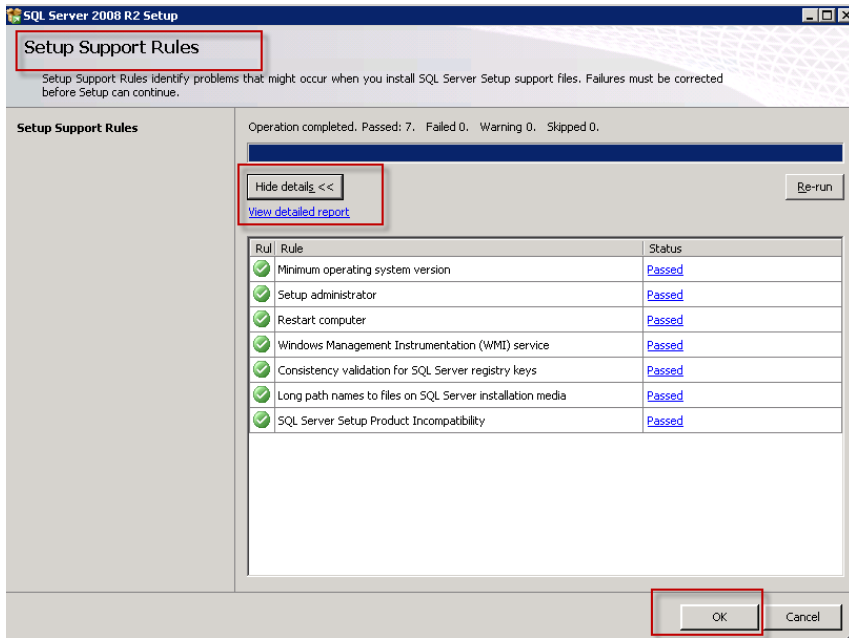 SQL Server 2008 R2 Setup
Setup Support Rules
Setup Support Rules identify problems that might occur when you install SQL Server Setup support files. Failures must be corrected
before Setup can continue.
Setup Support Rules
Operation completed. Passed: 7. Failed 0. Warning 0. Skipped 0.
Hide details <<
Re-run
View detailed report
Rul Rule Status
Minimum operating system version Passed
Setup administrator Passed
Restart computer Passed
Windows Management Instrumentation (WMI) service Passed
Consistency validation for SQL Server registry keys Passed
Long path names to files on SQL Server installation media Passed
SQL Server Setup Product Incompatibility Passed
OK Cancel